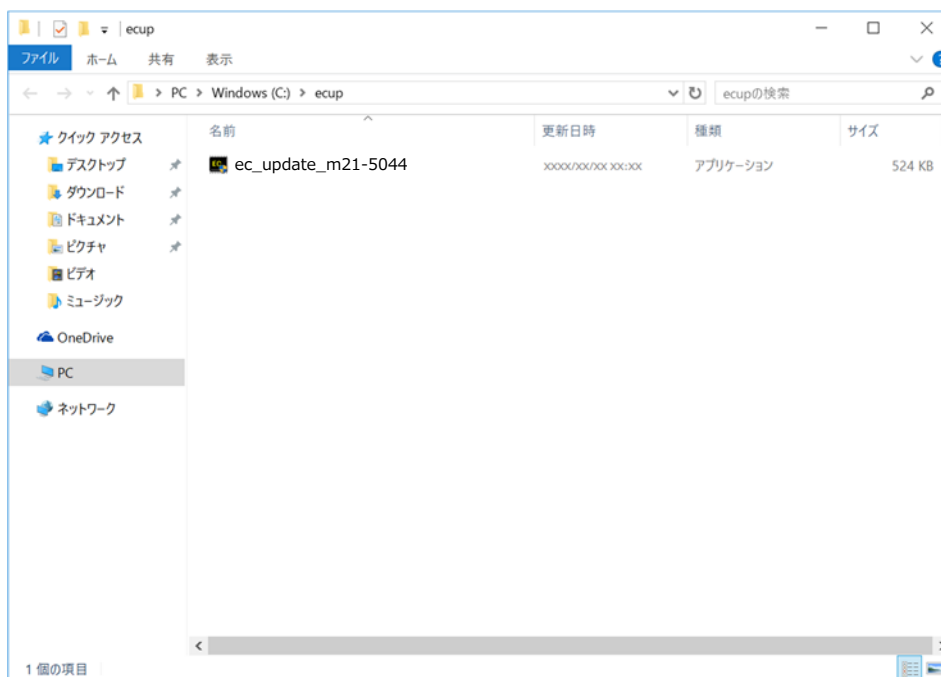 ecup
ファイル ホーム 共有 表示
PC > Windows (C:) > ecup
ecupの検索
名前 更新日時 種類 サイズ
ec_update_m21-5044 xxxx/xx/xx xx:xx アプリケーション 524 KB
クイック アクセス
デスクトップ
ダウンロード
ドキュメント
ピクチャ
ビデオ
ミュージック
OneDrive
PC
ネットワーク
1 個の項目